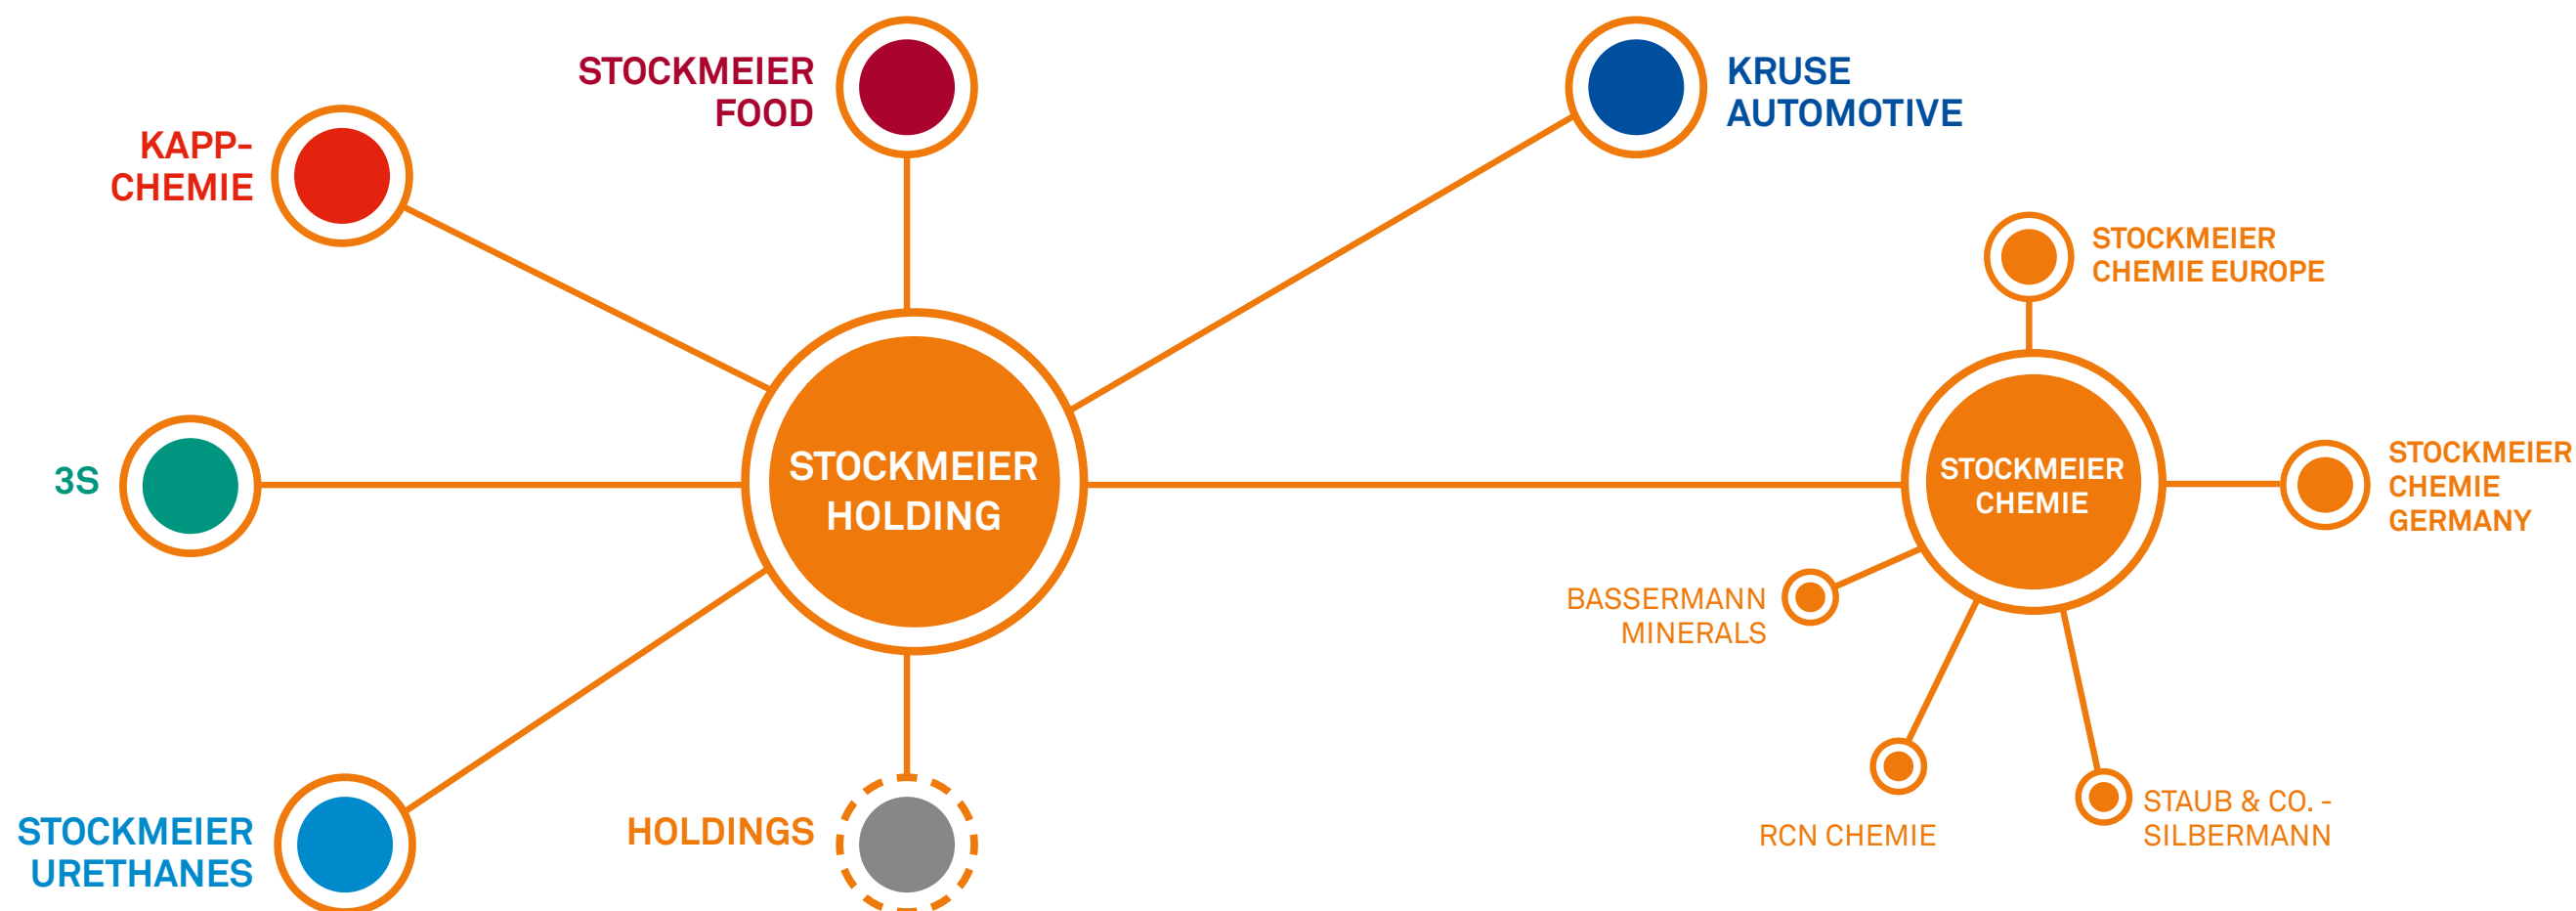 STOCKMEIER
FOOD
KRUSE
AUTOMOTIVE
KAPP-
CHEMIE
STOCKMEIER
CHEMIE EUROPE
3S
STOCKMEIER
HOLDING
STOCKMEIER
CHEMIE
STOCKMEIER
CHEMIE
GERMANY
BASSERMANN
MINERALS
STOCKMEIER
URETHANES
HOLDINGS
RCN CHEMIE
STAUB & CO. -
SILBERMANN